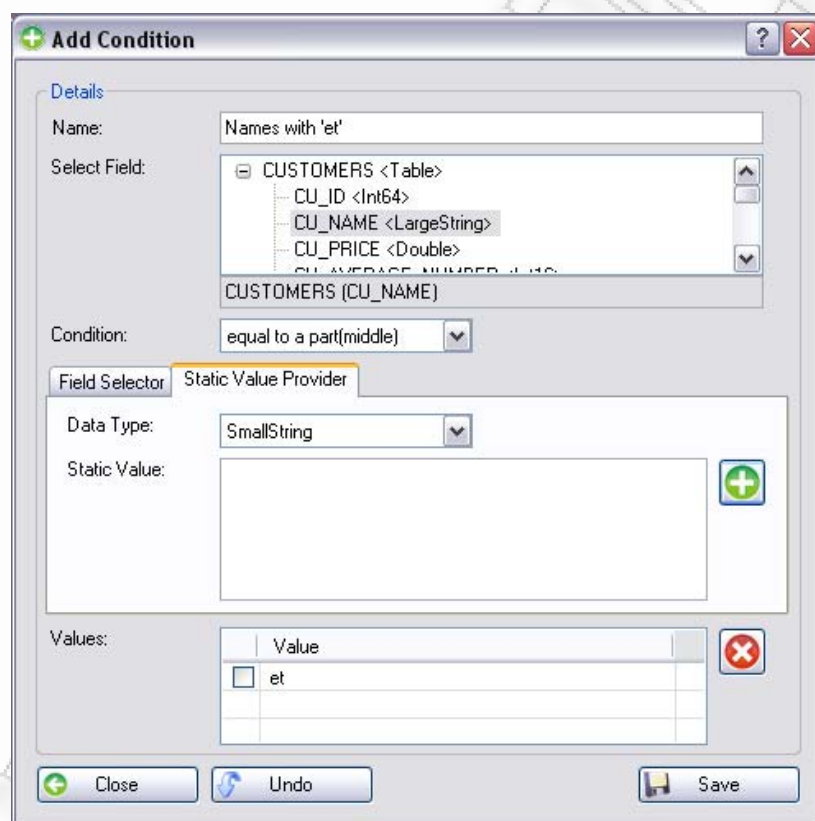 Add Condition
Details
Name: Names with 'et'
Select Field:
CUSTOMERS <Table>
CU_ID <Int64>
CU_NAME <LargeString>
CU_PRICE <Double>
CUSTOMERS (CU_NAME)
Condition: equal to a part(middle)
Field Selector Static Value Provider
Data Type: SmallString
Static Value:
Values:
Value
et
Close Undo Save